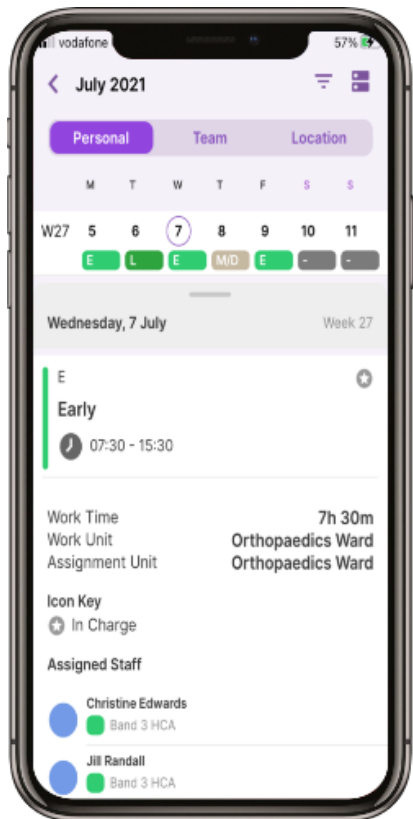 vodafone 57%
July 2021
Personal Team Location
M T W T F S S
W27 5 6 7 8 9 10 11
E L E M/D E - -
Wednesday, 7 July Week 27
E
Early
07:30 - 15:30
Work Time 7h 30m
Work Unit Orthopaedics Ward
Assignment Unit Orthopaedics Ward
Icon Key
In Charge
Assigned Staff
Christine Edwards
Band 3 HCA
Jill Randall
Band 3 HCA